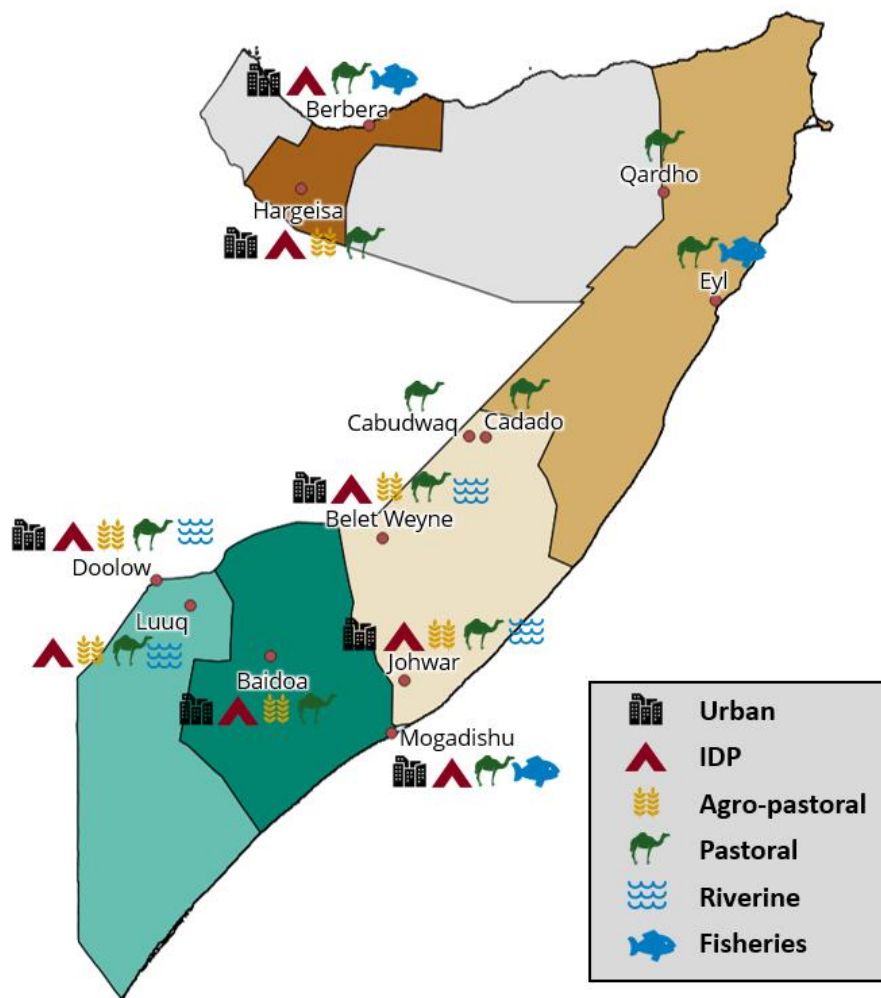 Berbera
Qardho
Hargeisa
Eyl
Cabudwaq
Cadado
Belet Weyne
Doolow
Luuq
Baidoa
Johwar
Mogadishu
Urban
IDP
Agro-pastoral
Pastoral
Riverine
Fisheries